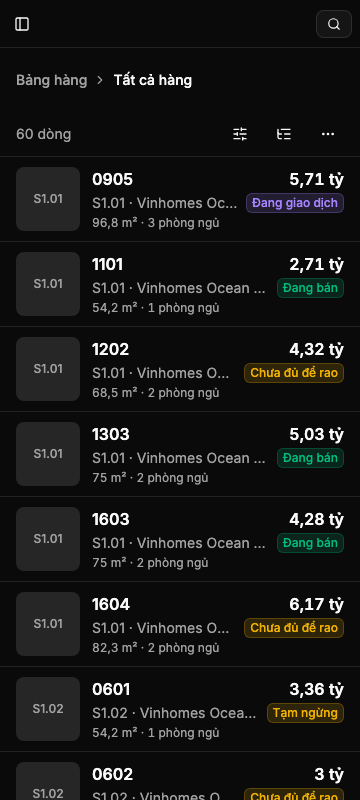 Bảng hàng > Tất cả hàng
60 dòng
S1.01
0905
5,71 tỷ
S1.01 · Vinhomes Oc...
Đang giao dịch
96,8 m² · 3 phòng ngủ
S1.01
1101
2,71 tỷ
S1.01 · Vinhomes Ocean ...
Đang bán
54,2 m² · 1 phòng ngủ
S1.01
1202
4,32 tỷ
S1.01 · Vinhomes O...
Chưa đủ để rao
68,5 m² · 2 phòng ngủ
S1.01
1303
5,03 tỷ
S1.01 · Vinhomes Ocean ...
Đang bán
75 m² · 2 phòng ngủ
S1.01
1603
4,28 tỷ
S1.01 · Vinhomes Ocean ...
Đang bán
75 m² · 2 phòng ngủ
S1.01
1604
6,17 tỷ
S1.01 · Vinhomes O...
Chưa đủ để rao
82,3 m² · 2 phòng ngủ
S1.02
0601
3,36 tỷ
S1.02 · Vinhomes Ocea...
Tạm ngừng
54,2 m² · 1 phòng ngủ
S1.02
0602
3 tỷ
S1.02 · Vinhomes O...
Chưa đủ để rao